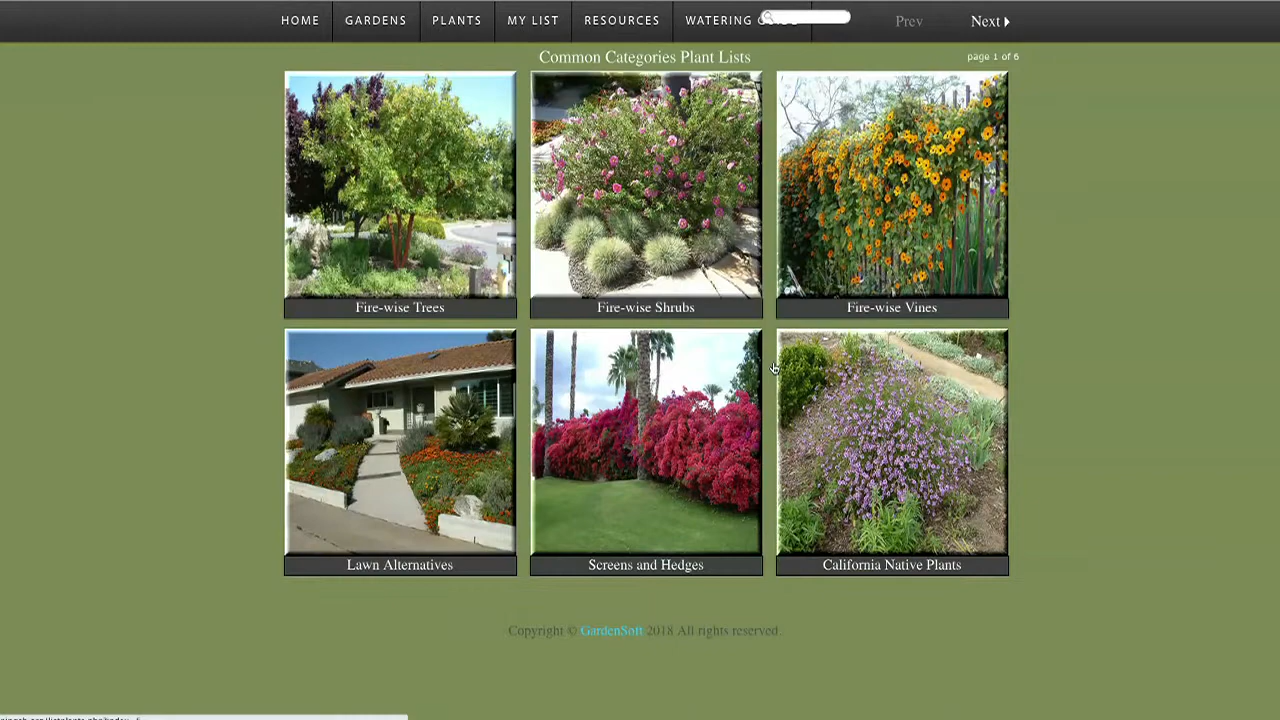 HOME GARDENS PLANTS MY LIST RESOURCES WATERING Prev Next
Common Categories Plant Lists page 1 of 6
Fire-wise Trees Fire-wise Shrubs Fire-wise Vines
Lawn Alternatives Screens and Hedges California Native Plants
Copyright © GardenSoft 2018 All rights reserved.